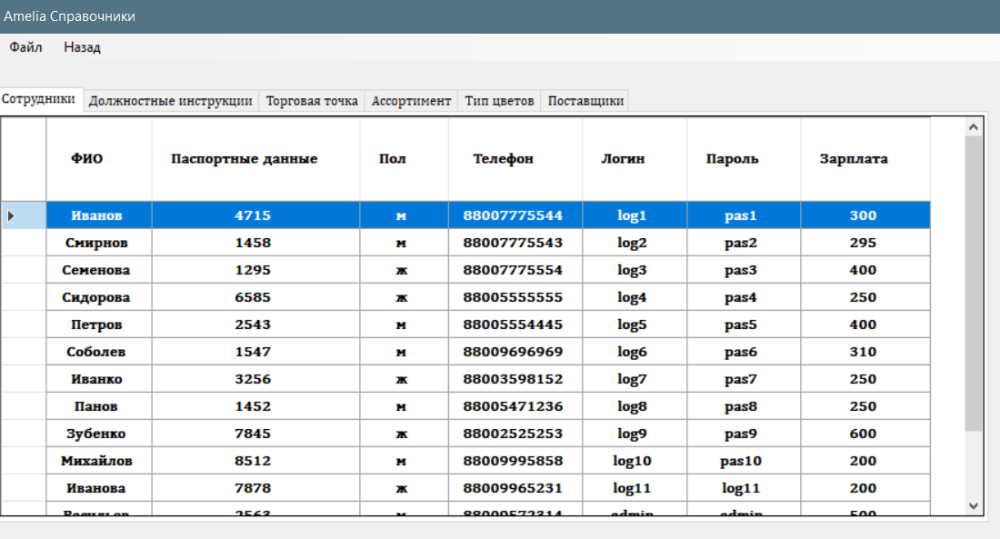 Amelia Справочники
Файл Назад
Сотрудники Должностные инструкции Торговая точка Ассортимент Тип цветов Поставщики
ФИО Паспортные данные Пол Телефон Логин Пароль Зарплата
Иванов 4715 м 88007775544 log1 pas1 300
Смирнов 1458 м 88007775543 log2 pas2 295
Семенова 1295 ж 88007775554 log3 pas3 400
Сидорова 6585 ж 88005555555 log4 pas4 250
Петров 2543 м 88005554445 log5 pas5 400
Соболев 1547 м 88009696969 log6 pas6 310
Иванко 3256 ж 88003598152 log7 pas7 250
Панов 1452 м 88005471236 log8 pas8 250
Зубенко 7845 ж 88002525253 log9 pas9 600
Михайлов 8512 м 88009995858 log10 pas10 200
Иванова 7878 ж 88009965231 log11 log11 200
admin admin